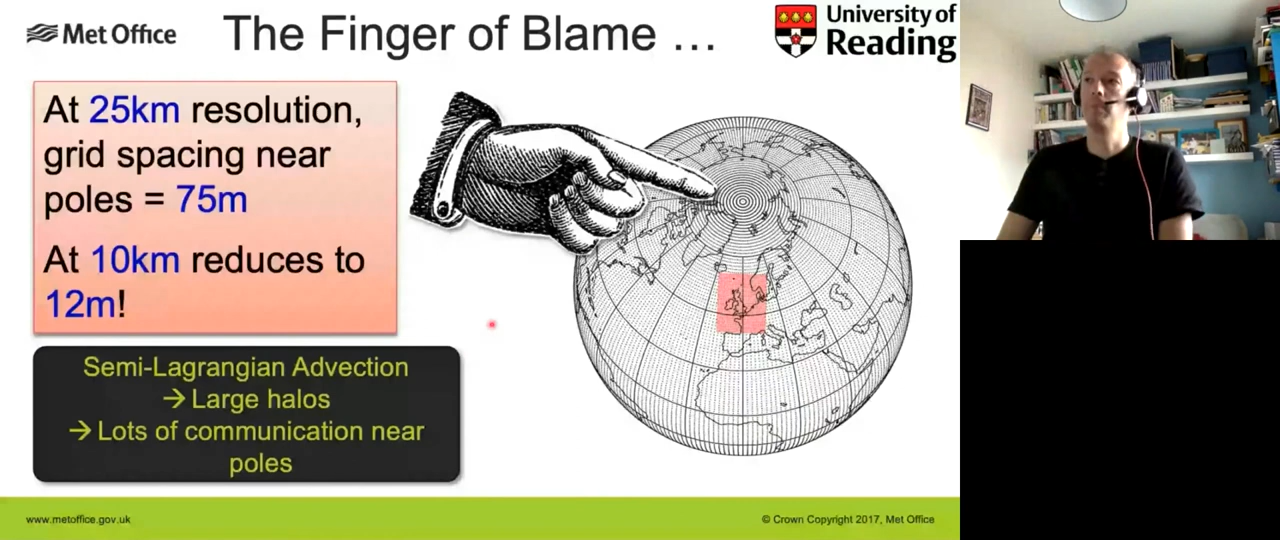 Met Office
The Finger of Blame ...
University of
Reading
At 25km resolution,
grid spacing near
poles = 75m
At 10km reduces to
12m!
Semi-Lagrangian Advection
→ Large halos
→ Lots of communication near
poles
www.metoffice.gov.uk
© Crown Copyright 2017, Met Office